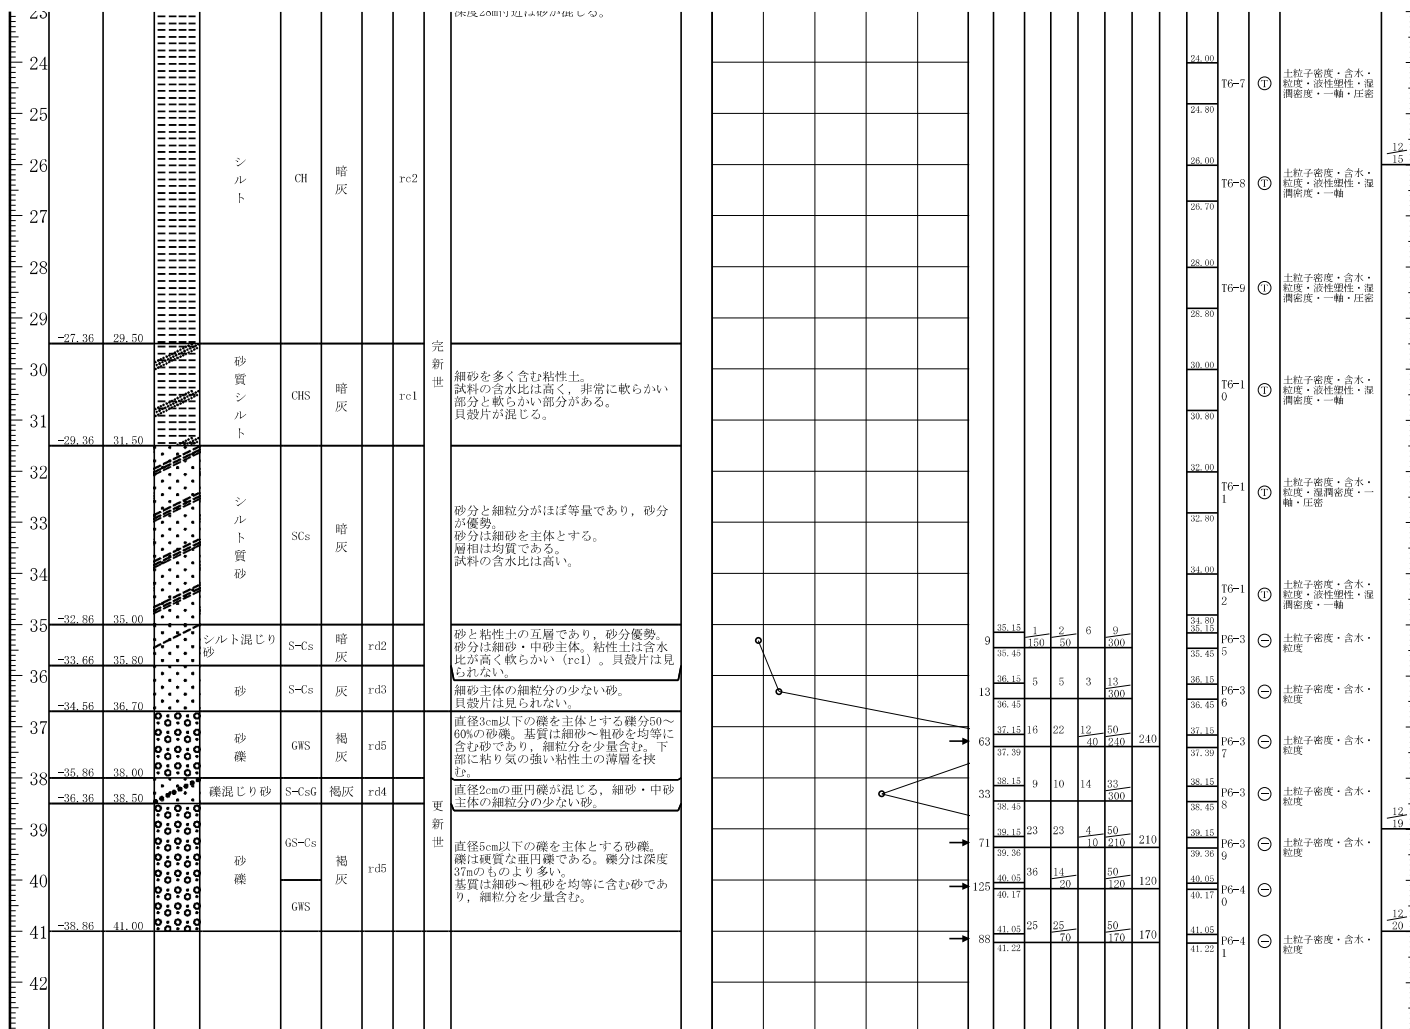 23
深度28m付近は砂が混じる。
24
25
26
27
28
29
30
31
32
33
34
35
36
37
38
39
40
41
42
-27.36 29.50
-29.36 31.50
-32.86 35.00
-33.66 35.80
-34.56 36.70
-35.86 38.00
-36.36 38.50
-38.86 41.00
シルト CH 暗灰 rc2
砂質シルト CHS 暗灰 rc1
シルト質砂 SCs 暗灰
シルト混じり
砂
S-Cs 暗灰 rd2
砂 S-Cs 灰 rd3
砂礫 GWS 褐灰 rd5
礫混じり砂 S-CsG 褐灰 rd4
砂礫 GS-Cs 褐灰 rd5
GWS
完新世
更新世
細砂を多く含む粘性土。
試料の含水比は高く，非常に軟らかい
部分と軟らかい部分がある。
貝殻片が混じる。
砂分と細粒分がほぼ等量であり，砂分
が優勢。
砂分は細砂を主体とする。
層相は均質である。
試料の含水比は高い。
砂と粘性土の互層であり，砂分優勢。
砂分は細砂・中砂主体。粘性土は含水
比が高く軟らかい（rc1）。貝殻片は見
られない。
細砂主体の細粒分の少ない砂。
貝殻片は見られない。
直径3cm以下の礫を主体とする礫分50～
60%の砂礫。基質は細砂～粗砂を均等に
含む砂であり，細粒分を少量含む。下
部に粘り気の強い粘性土の薄層を挟
む。
直径2cmの亜円礫が混じる，細砂・中砂
主体の細粒分の少ない砂。
直径5cm以下の礫を主体とする砂礫。
礫は硬質な亜円礫である。礫分は深度
37mのものより多い。
基質は細砂～粗砂を均等に含む砂であ
り，細粒分を少量含む。
9 35.15 35.45 1/150 2/50 6 9/300
13 36.15 36.45 5 5 3 13/300
63 37.15 37.39 16 22 12/40 50/240 240
33 38.15 38.45 9 10 14 33/300
71 39.15 39.36 23 23 4/10 50/210 210
125 40.05 40.17 36 14/20 50/120 120
88 41.05 41.22 25 25/70 50/170 170
24.00
24.80
T6-7 T
土粒子密度・含水・
粒度・液性塑性・湿
潤密度・一軸・圧密
26.00
26.70
T6-8 T
土粒子密度・含水・
粒度・液性塑性・湿
潤密度・一軸
28.00
28.80
T6-9 T
土粒子密度・含水・
粒度・液性塑性・湿
潤密度・一軸・圧密
30.00
30.80
T6-1
0
T
土粒子密度・含水・
粒度・液性塑性・湿
潤密度・一軸
32.00
32.80
T6-1
1
T
土粒子密度・含水・
粒度・湿潤密度・一
軸・圧密
34.00
34.80
T6-1
2
T
土粒子密度・含水・
粒度・液性塑性・湿
潤密度・一軸
35.15
35.45
P6-3
5
土粒子密度・含水・
粒度
36.15
36.45
P6-3
6
土粒子密度・含水・
粒度
37.15
37.39
P6-3
7
土粒子密度・含水・
粒度
38.15
38.45
P6-3
8
土粒子密度・含水・
粒度
39.15
39.36
P6-3
9
土粒子密度・含水・
粒度
40.05
40.17
P6-4
0
41.05
41.22
P6-4
1
土粒子密度・含水・
粒度
12/15
12/19
12/20